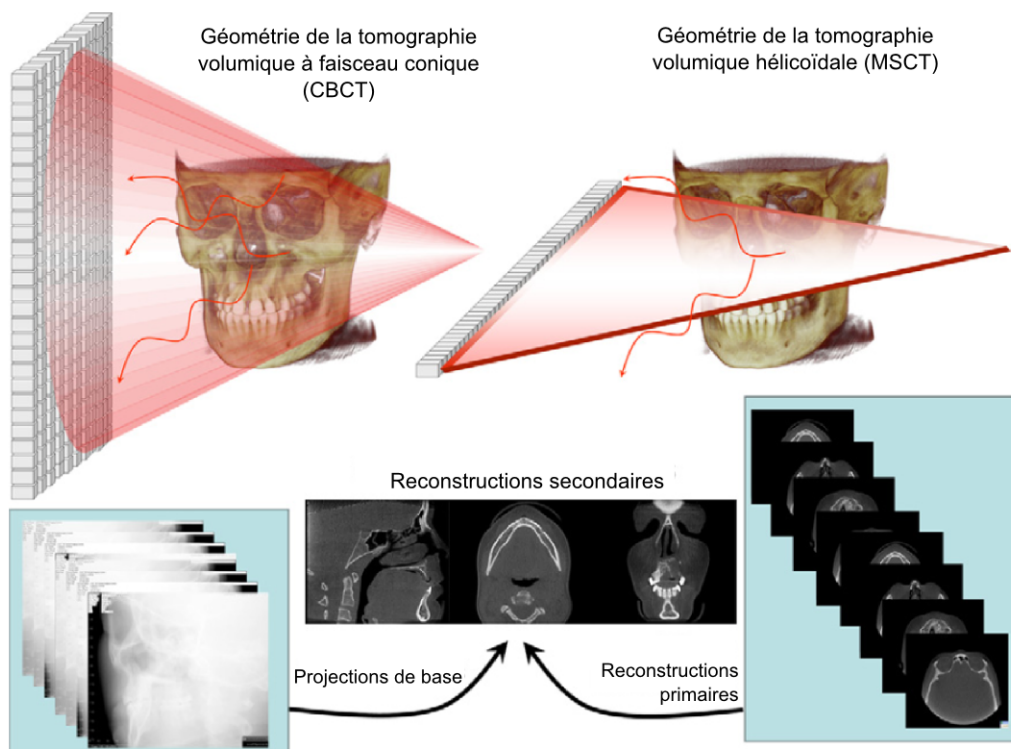 Géométrie de la tomographie
volumique à faisceau conique
(CBCT)
Géométrie de la tomographie
volumique hélicoïdale (MSCT)
Reconstructions secondaires
Projections de base
Reconstructions
primaires